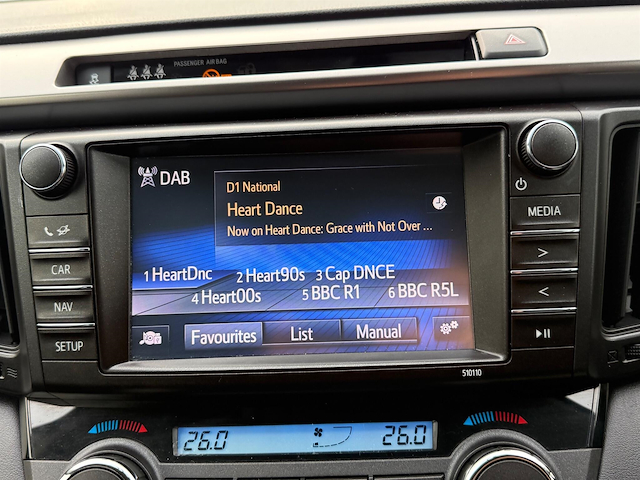 PASSENGER AIR BAG
DAB
D1 National
Heart Dance
Now on Heart Dance: Grace with Not Over ...
1 HeartDnc 2 Heart90s 3 Cap DNCE
4 Heart00s 5 BBC R1 6 BBC R5L
Favourites List Manual
CAR
NAV
SETUP
MEDIA
>
<
510110
26.0 26.0